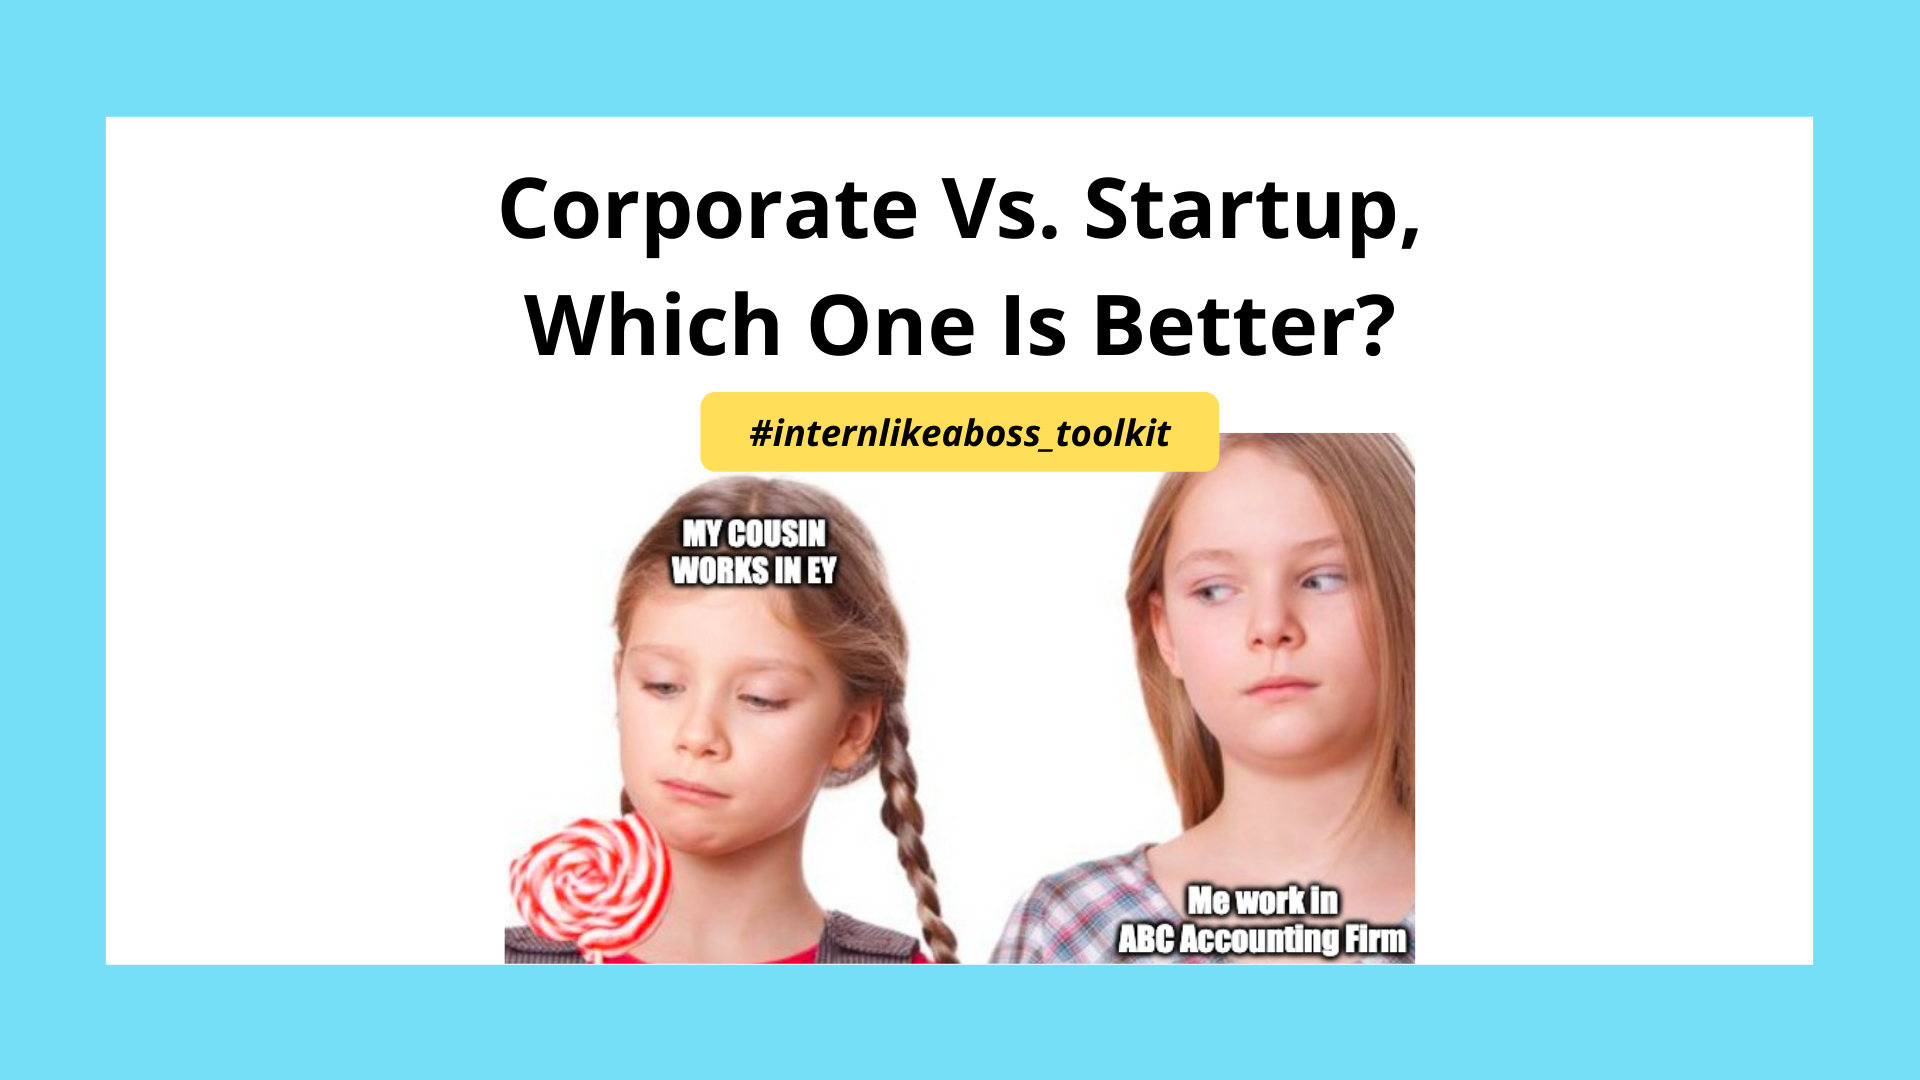 Corporate Vs. Startup,
Which One Is Better?
#internlikeaboss_toolkit
MY COUSIN
WORKS IN EY
Me work in
ABC Accounting Firm